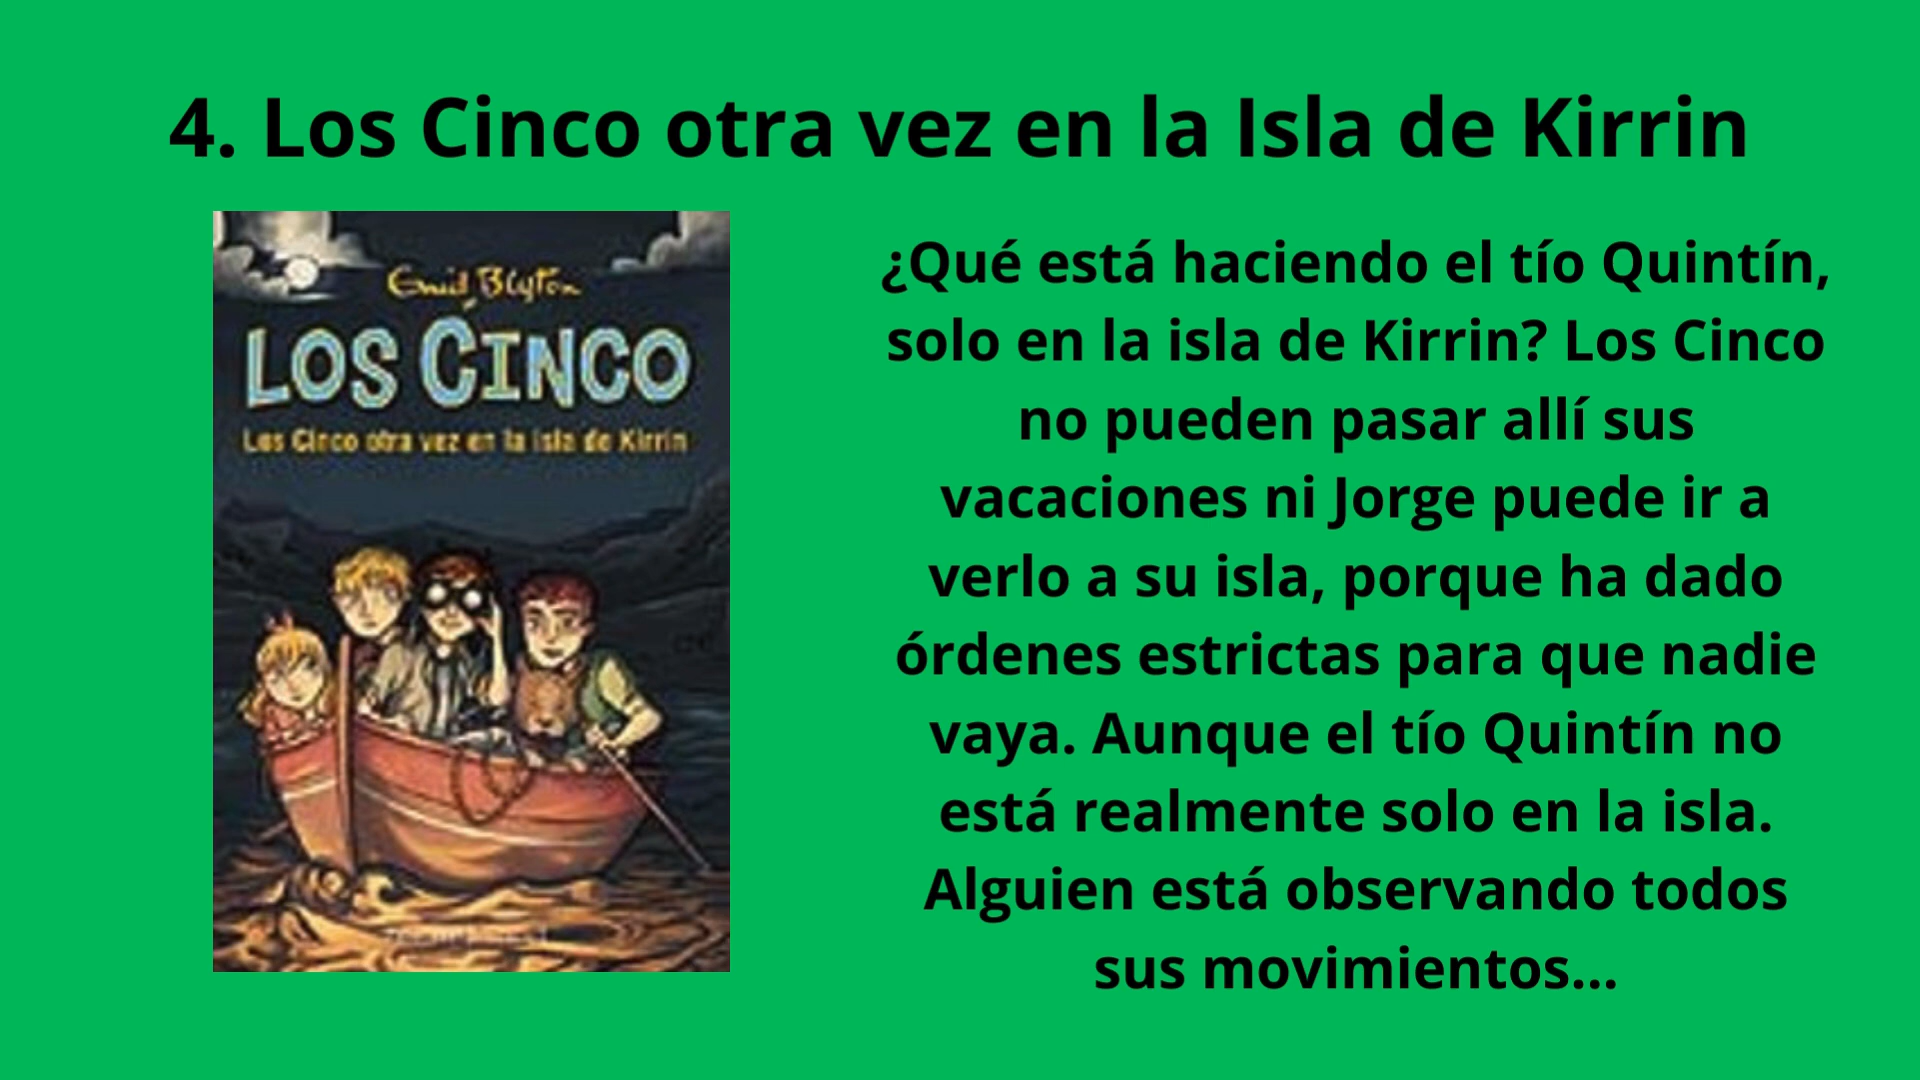 4. Los Cinco otra vez en la Isla de Kirrin
Enid Blyton
LOS CINCO
Los Cinco otra vez en la isla de Kirrin
¿Qué está haciendo el tío Quintín,
solo en la isla de Kirrin? Los Cinco
no pueden pasar allí sus
vacaciones ni Jorge puede ir a
verlo a su isla, porque ha dado
órdenes estrictas para que nadie
vaya. Aunque el tío Quintín no
está realmente solo en la isla.
Alguien está observando todos
sus movimientos...